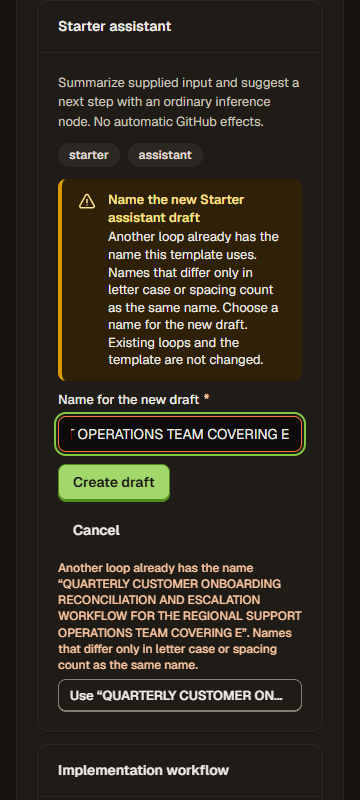 Starter assistant
Summarize supplied input and suggest a
next step with an ordinary inference
node. No automatic GitHub effects.
starter
assistant
Name the new Starter
assistant draft
Another loop already has the
name this template uses.
Names that differ only in
letter case or spacing count
as the same name. Choose a
name for the new draft.
Existing loops and the
template are not changed.
Name for the new draft *
OPERATIONS TEAM COVERING E
Create draft
Cancel
Another loop already has the name
“QUARTERLY CUSTOMER ONBOARDING
RECONCILIATION AND ESCALATION
WORKFLOW FOR THE REGIONAL SUPPORT
OPERATIONS TEAM COVERING E”. Names
that differ only in letter case or spacing
count as the same name.
Use “QUARTERLY CUSTOMER ON...
Implementation workflow